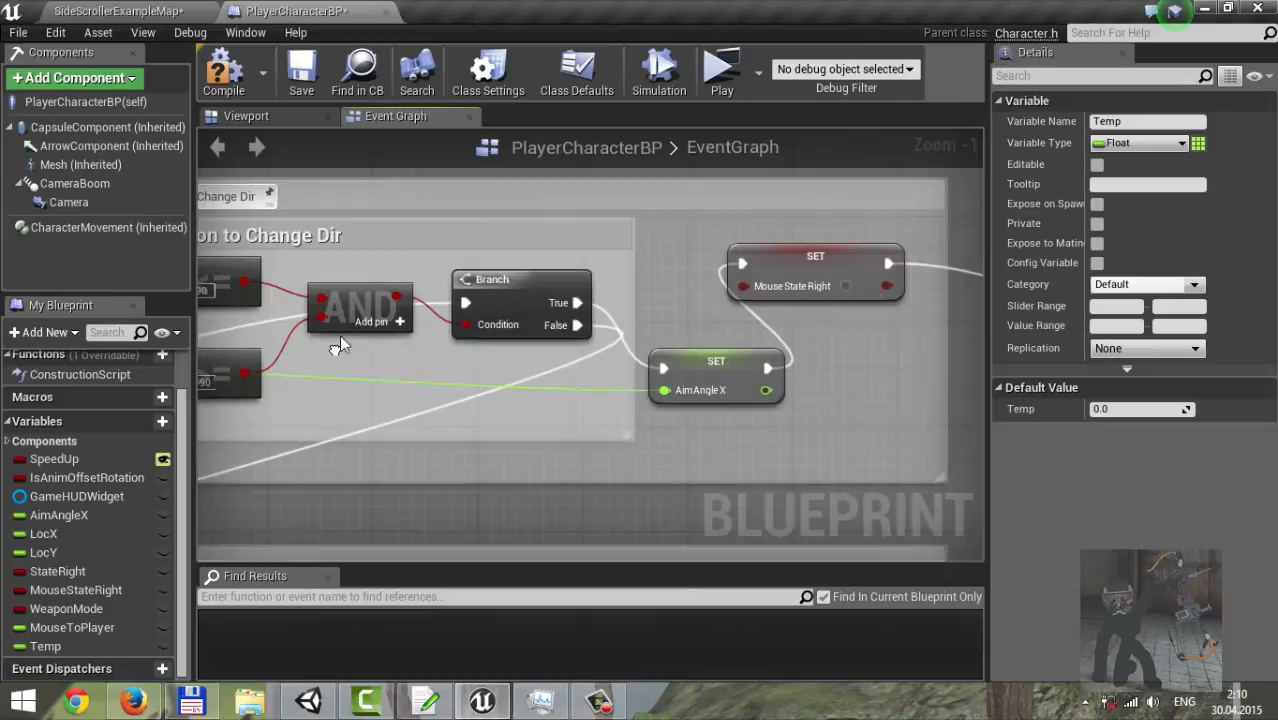 SideScrollerExampleMap*
PlayerCharacterBP*
File Edit Asset View Debug Window Help
Parent class: Character.h
Search For Help
Components
+ Add Component
PlayerCharacterBP(self)
CapsuleComponent (Inherited)
ArrowComponent (Inherited)
Mesh (Inherited)
CameraBoom
Camera
CharacterMovement (Inherited)
Compile
Save
Find in CB
Search
Class Settings
Class Defaults
Simulation
Play
No debug object selected
Debug Filter
Viewport
Event Graph
PlayerCharacterBP > EventGraph
Zoom -1
Change Dir
on to Change Dir
AND
Add pin +
90
Branch
True
Condition
False
SET
Mouse State Right
SET
Aim Angle X
BLUEPRINT
My Blueprint
+ Add New
Search
Functions (1 Overridable)
ConstructionScript
Macros
Variables
Components
SpeedUp
IsAnimOffsetRotation
GameHUDWidget
AimAngleX
LocX
LocY
StateRight
MouseStateRight
WeaponMode
MouseToPlayer
Temp
Event Dispatchers
Find Results
Enter function or event name to find references...
Find In Current Blueprint Only
Details
Search
Variable
Variable Name Temp
Variable Type Float
Editable
Tooltip
Expose on Spaw
Private
Expose to Matin
Config Variable
Category Default
Slider Range
Value Range
Replication None
Default Value
Temp 0.0
ENG
2:10
30.04.2015